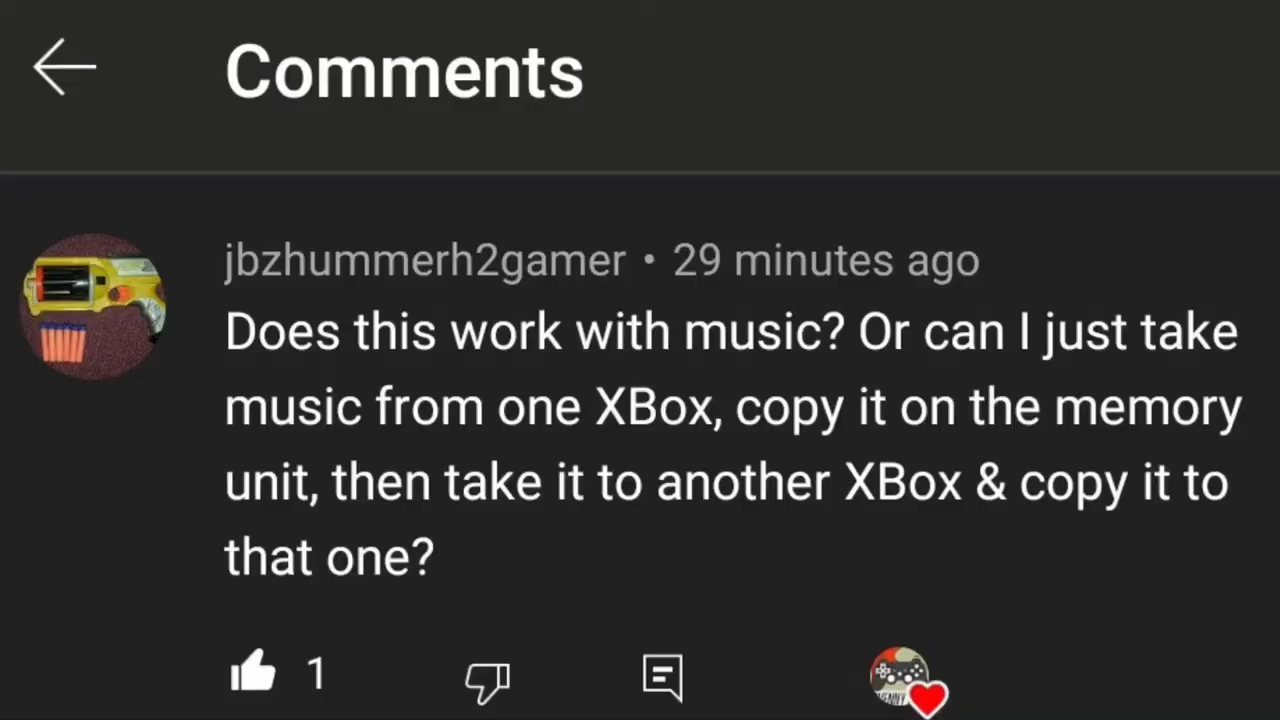 Comments
jbzhummerh2gamer • 29 minutes ago
Does this work with music? Or can I just take
music from one XBox, copy it on the memory
unit, then take it to another XBox & copy it to
that one?
1